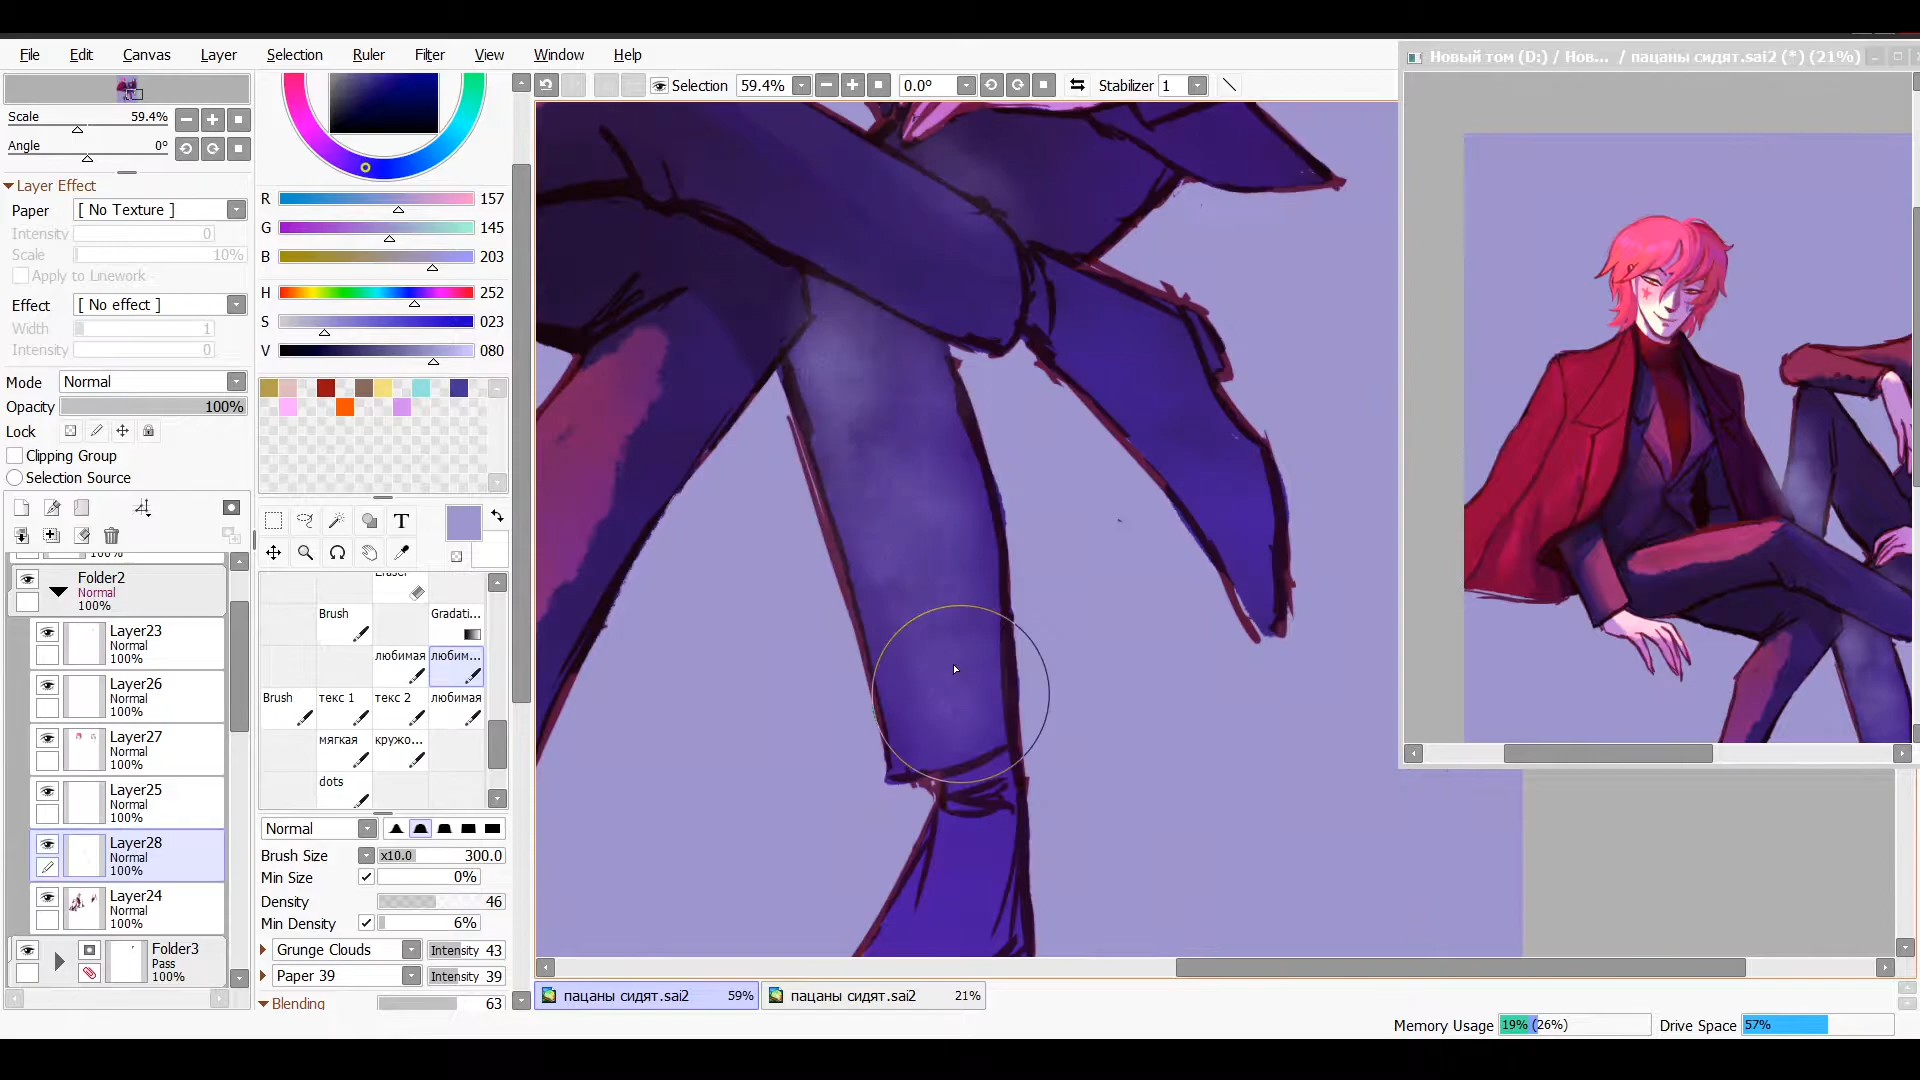 File Edit Canvas Layer Selection Ruler Filter View Window Help
Новый том (D:) / Нов... / пацаны сидят.sai2 (*) (21%)
Selection 59.4% 0.0° Stabilizer 1
Scale 59.4%
Angle 0°
Layer Effect
Paper [ No Texture ]
Intensity 0
Scale 10%
Apply to Linework
Effect [ No effect ]
Width 1
Intensity 0
Mode Normal
Opacity 100%
Lock
Clipping Group
Selection Source
100%
Folder2
Normal
100%
Layer23
Normal
100%
Layer26
Normal
100%
Layer27
Normal
100%
Layer25
Normal
100%
Layer28
Normal
100%
Layer24
Normal
100%
Folder3
Pass
100%
R 157
G 145
B 203
H 252
S 023
V 080
T
Eraser
Brush Gradati...
любимая любим...
Brush текс 1 текс 2 любимая
мягкая кружо...
dots
Normal
Brush Size x10.0 300.0
Min Size 0%
Density 46
Min Density 6%
Grunge Clouds Intensity 43
Paper 39 Intensity 39
Blending 63
пацаны сидят.sai2 59% пацаны сидят.sai2 21%
Memory Usage 19% (26%) Drive Space 57%